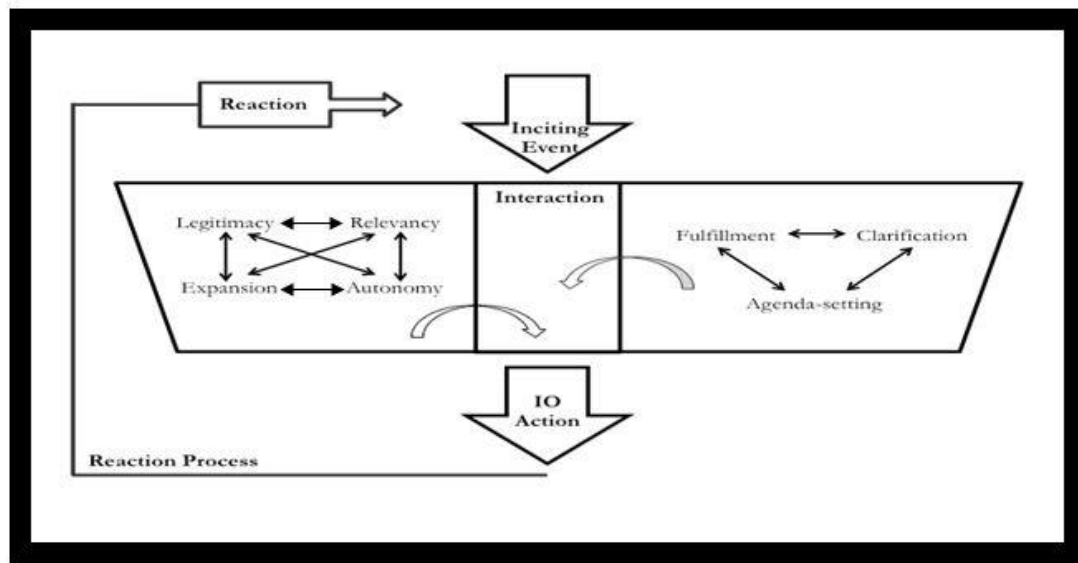 Reaction
Inciting
Event
Interaction
Legitimacy
Relevancy
Expansion
Autonomy
Fulfillment
Clarification
Agenda-setting
IO
Action
Reaction Process